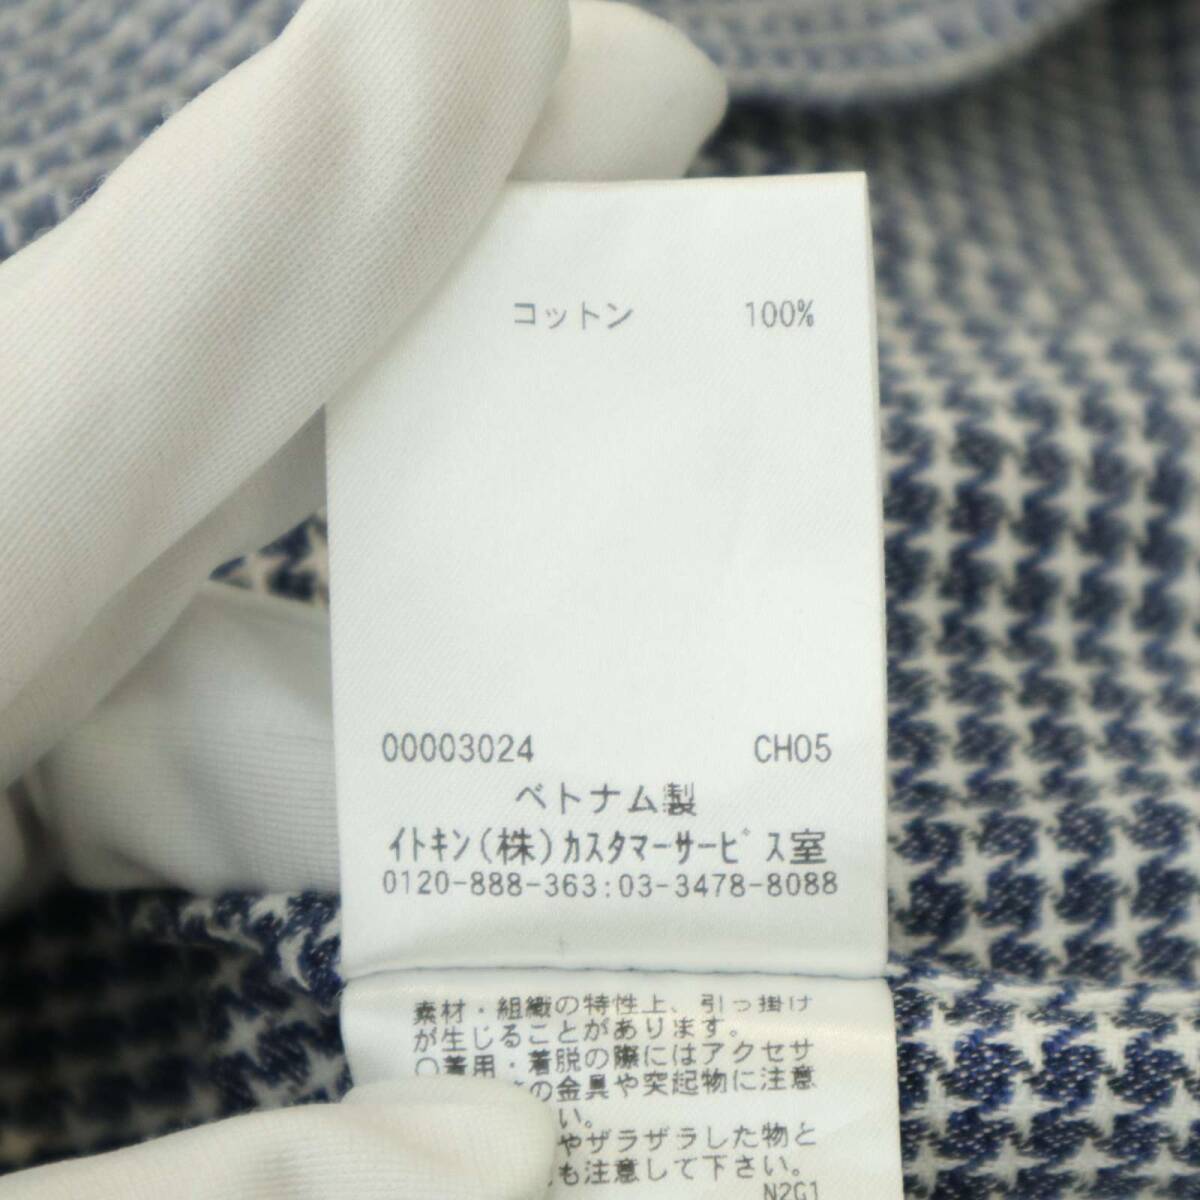 コットン 100%
00003024 CH05
ベトナム製
イトキン(株)カスタマーサービス室
0120-888-363:03-3478-8088
素材・組織の特性上、引っ掛け
が生じることがあります。
○着用・着脱の際にはアクセサ
の金具や突起物に注意
い。
やザラザラした物と
も注意して下さい。
N2G1